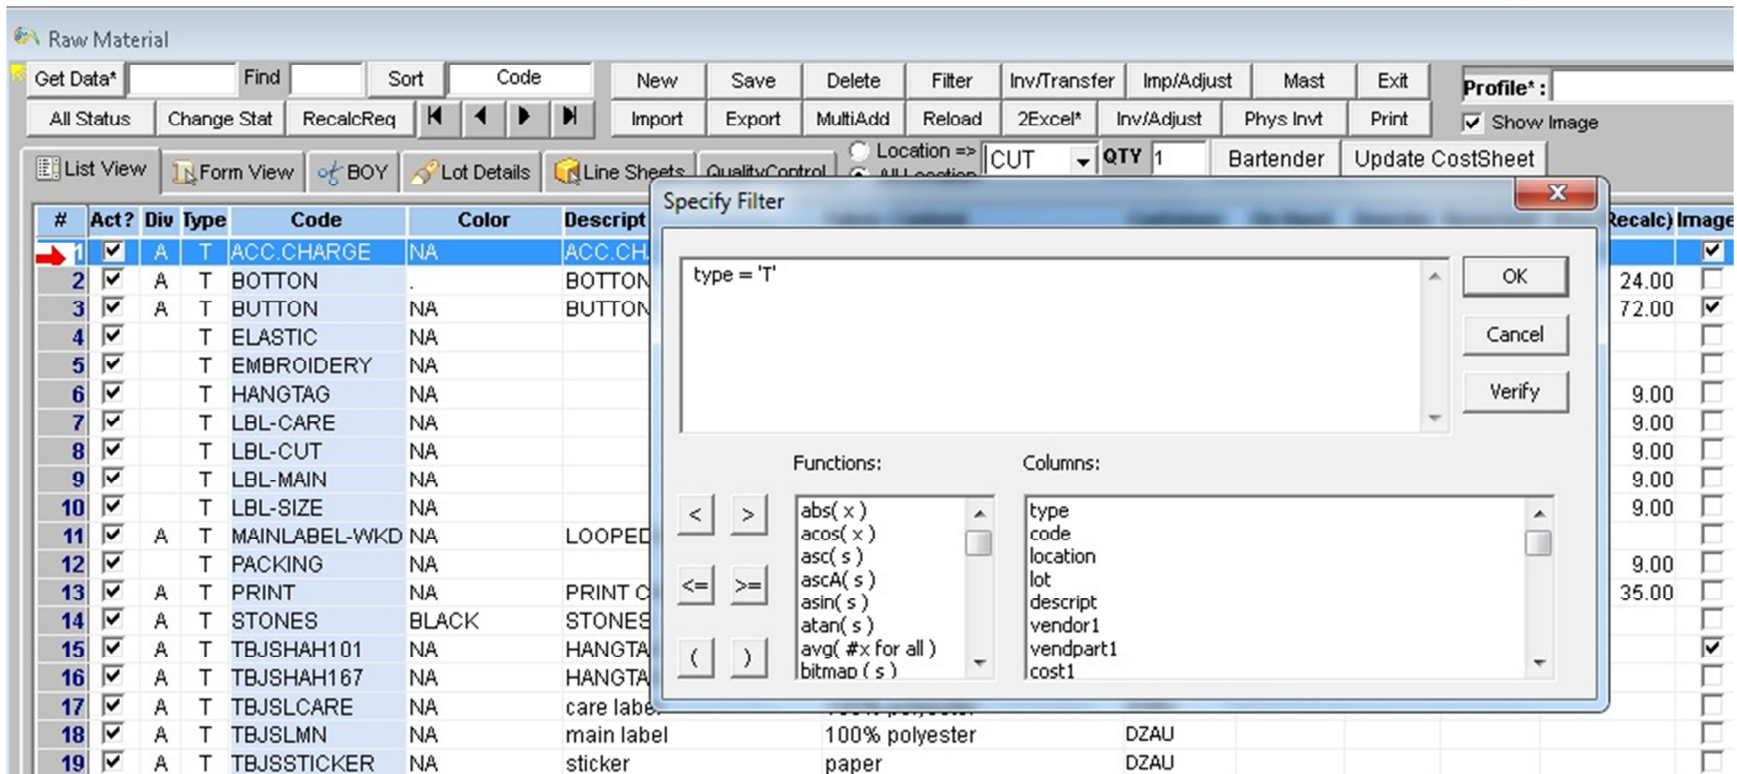 Raw Material
Get Data* Find Sort Code New Save Delete Filter Inv/Transfer Imp/Adjust Mast Exit Profile* :
All Status Change Stat RecalcReq Import Export MultiAdd Reload 2Excel* Inv/Adjust Phys Invt Print Show Image
List View Form View BOY Lot Details Line Sheets QualityControl Location => CUT QTY 1 Bartender Update CostSheet
All Location
Specify Filter
# Act? Div Type Code Color Descript Recalc) Image
1 A T ACC.CHARGE NA ACC.CH
2 A T BOTTON . BOTTON 24.00
3 A T BUTTON NA BUTTON 72.00
4 T ELASTIC NA
5 T EMBROIDERY NA
6 T HANGTAG NA 9.00
7 T LBL-CARE NA 9.00
8 T LBL-CUT NA 9.00
9 T LBL-MAIN NA 9.00
10 T LBL-SIZE NA 9.00
11 A T MAINLABEL-WKD NA LOOPED
12 T PACKING NA 9.00
13 A T PRINT NA PRINT C 35.00
14 A T STONES BLACK STONES
15 A T TBJSHAH101 NA HANGTA
16 A T TBJSHAH167 NA HANGTA
17 A T TBJSLCARE NA care label
18 A T TBJSLMN NA main label 100% polyester DZAU
19 A T TBJSSTICKER NA sticker paper DZAU
type = 'T'
OK
Cancel
Verify
Functions: Columns:
< >
<= >=
( )
abs( x )
acos( x )
asc( s )
ascA( s )
asin( s )
atan( s )
avg( #x for all )
bitmap ( s )
type
code
location
lot
descript
vendor1
vendpart1
cost1